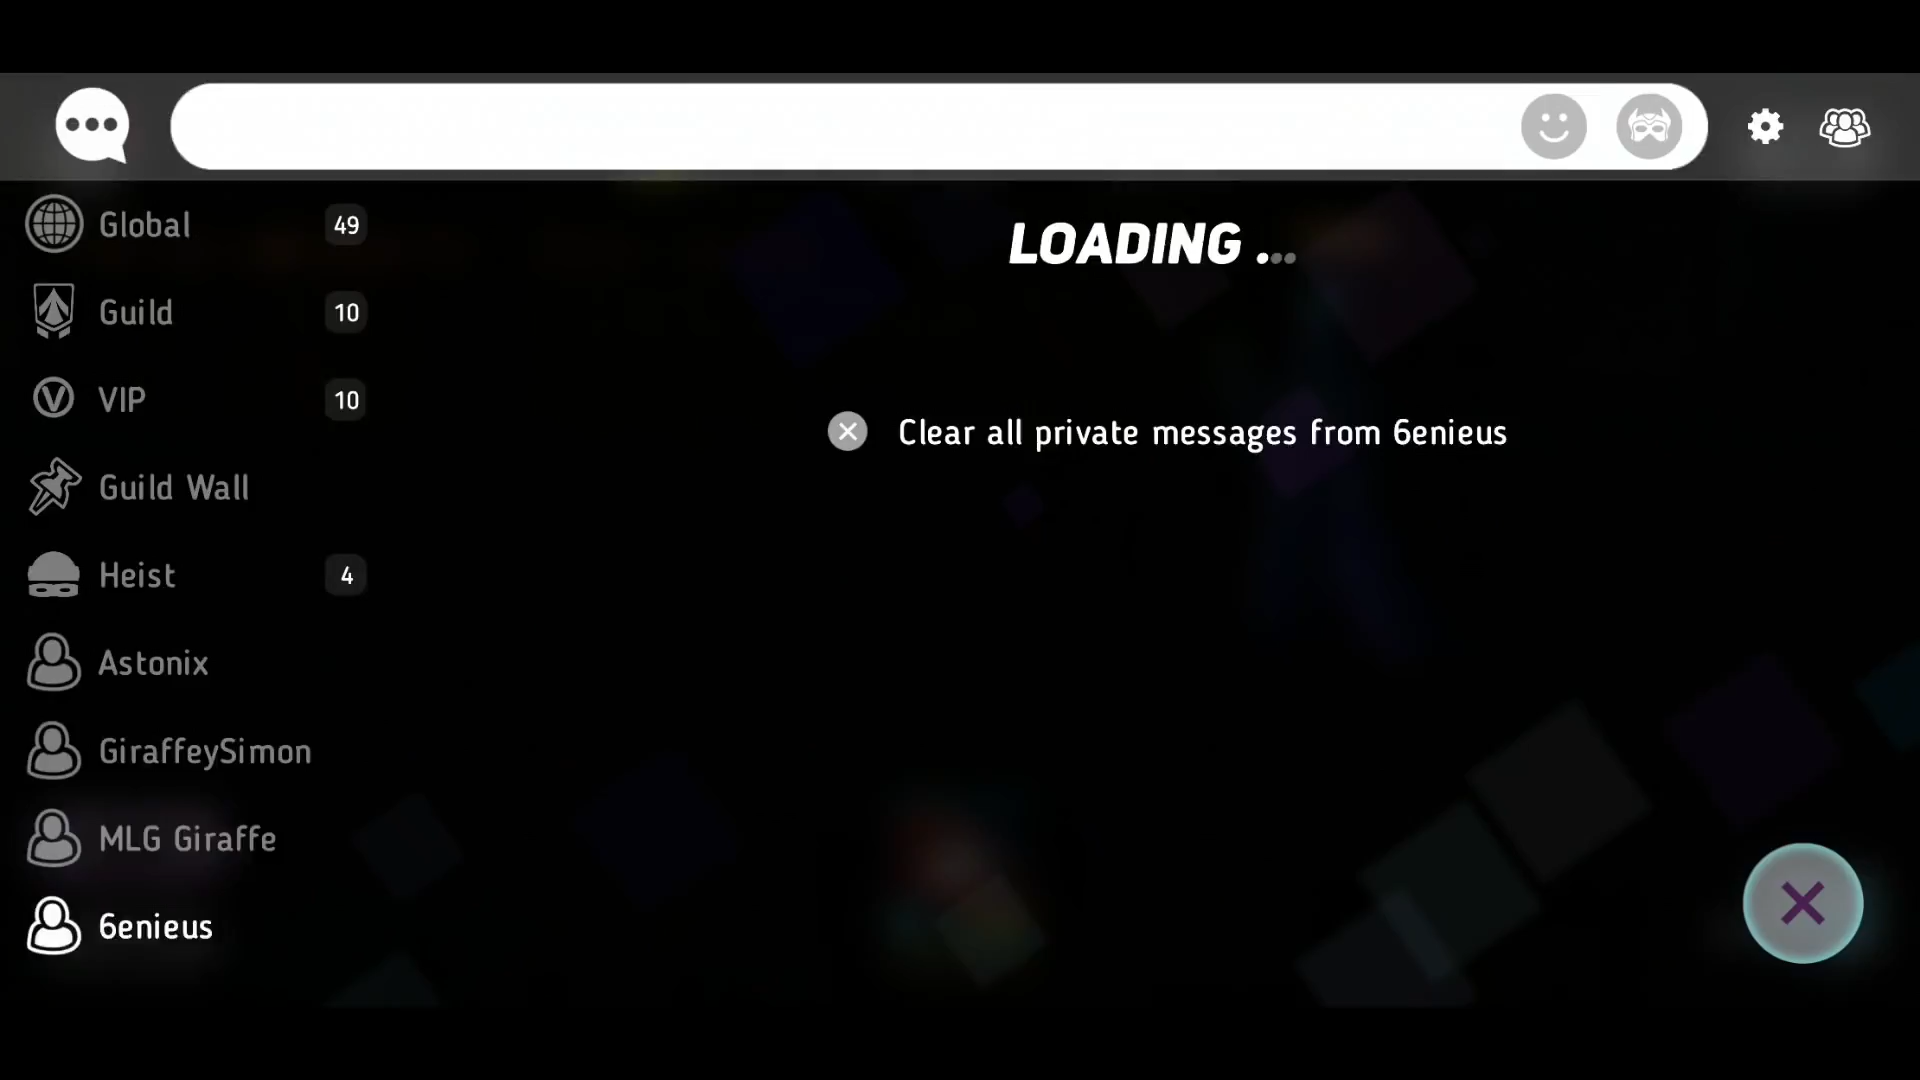 Global 49
Guild 10
VIP 10
Guild Wall
Heist 4
Astonix
GiraffeySimon
MLG Giraffe
6enieus
LOADING ...
Clear all private messages from 6enieus